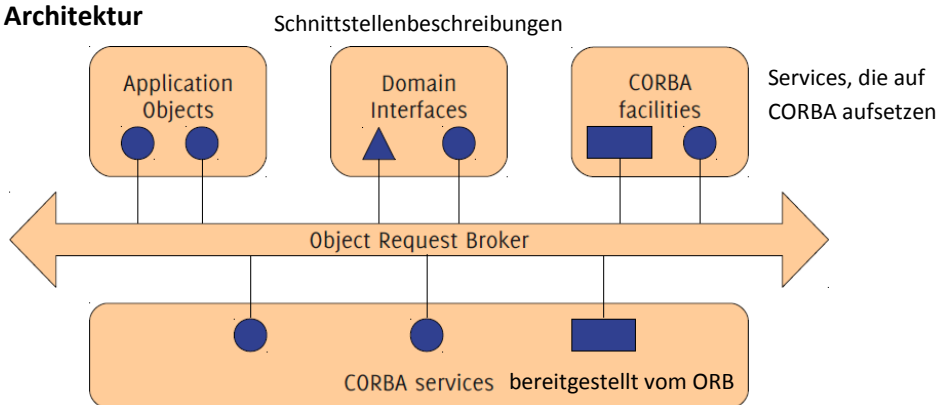 Architektur
Schnittstellenbeschreibungen
Application
Objects
Domain
Interfaces
CORBA
facilities
Services, die auf
CORBA aufsetzen
Object Request Broker
CORBA services bereitgestellt vom ORB